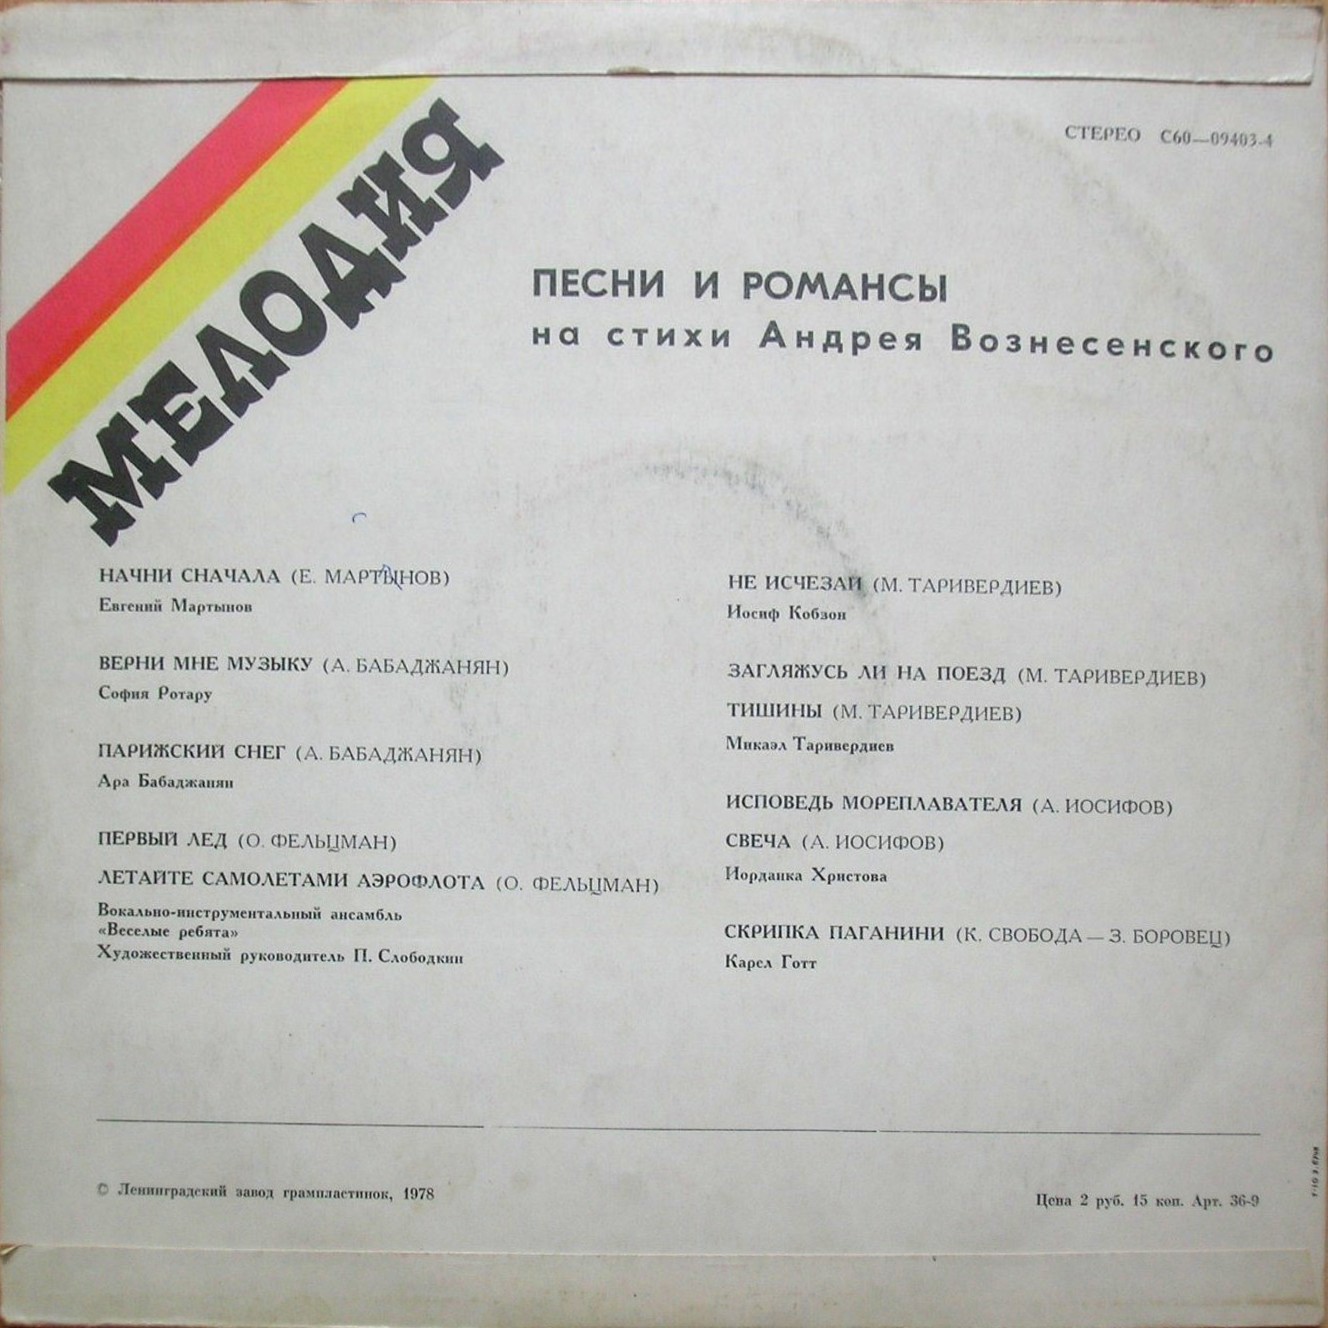 МЕЛОДИЯ
СТЕРЕО С60—09403-4
ПЕСНИ И РОМАНСЫ
на стихи Андрея Вознесенского
НАЧНИ СНАЧАЛА (Е. МАРТЫНОВ)
Евгений Мартынов
ВЕРНИ МНЕ МУЗЫКУ (А. БАБАДЖАНЯН)
София Ротару
ПАРИЖСКИЙ СНЕГ (А. БАБАДЖАНЯН)
Ара Бабаджанян
ПЕРВЫЙ ЛЕД (О. ФЕЛЬЦМАН)
ЛЕТАЙТЕ САМОЛЕТАМИ АЭРОФЛОТА (О. ФЕЛЬЦМАН)
Вокально-инструментальный ансамбль
«Веселые ребята»
Художественный руководитель П. Слободкин
НЕ ИСЧЕЗАЙ (М. ТАРИВЕРДИЕВ)
Иосиф Кобзон
ЗАГЛЯЖУСЬ ЛИ НА ПОЕЗД (М. ТАРИВЕРДИЕВ)
ТИШИНЫ (М. ТАРИВЕРДИЕВ)
Микаэл Таривердиев
ИСПОВЕДЬ МОРЕПЛАВАТЕЛЯ (А. ИОСИФОВ)
СВЕЧА (А. ИОСИФОВ)
Йорданка Христова
СКРИПКА ПАГАНИНИ (К. СВОБОДА — З. БОРОВЕЦ)
Карел Готт
© Ленинградский завод грампластинок, 1978
Цена 2 руб. 15 коп. Арт. 36-9